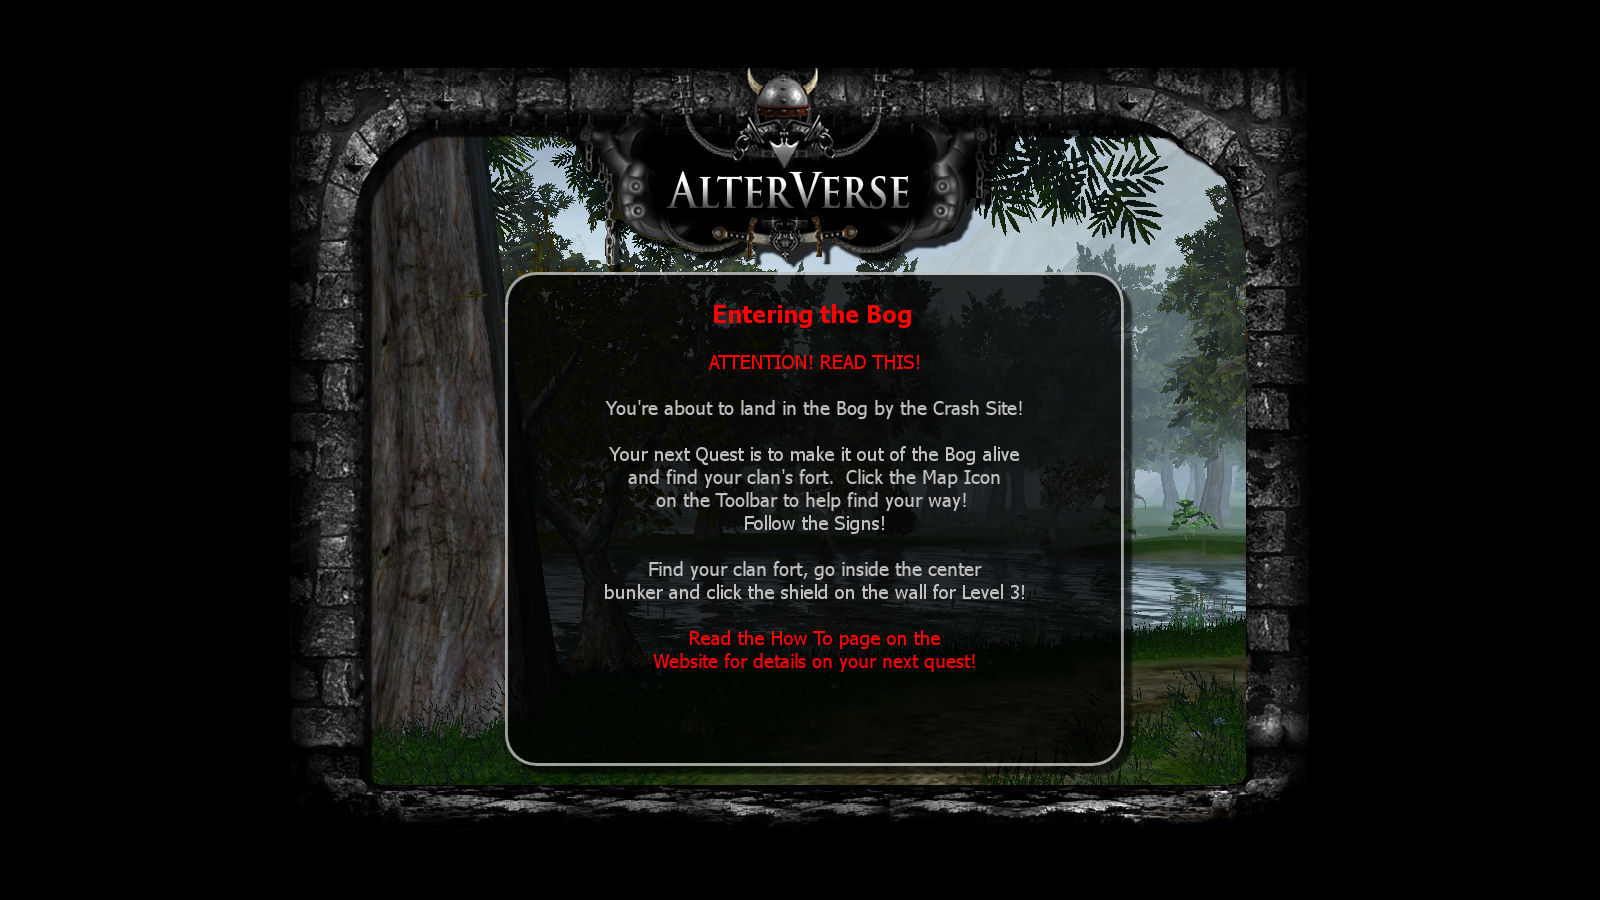 ALTERVERSE
Entering the Bog
ATTENTION! READ THIS!
You're about to land in the Bog by the Crash Site!
Your next Quest is to make it out of the Bog alive
and find your clan's fort.  Click the Map Icon
on the Toolbar to help find your way!
Follow the Signs!
Find your clan fort, go inside the center
bunker and click the shield on the wall for Level 3!
Read the How To page on the
Website for details on your next quest!